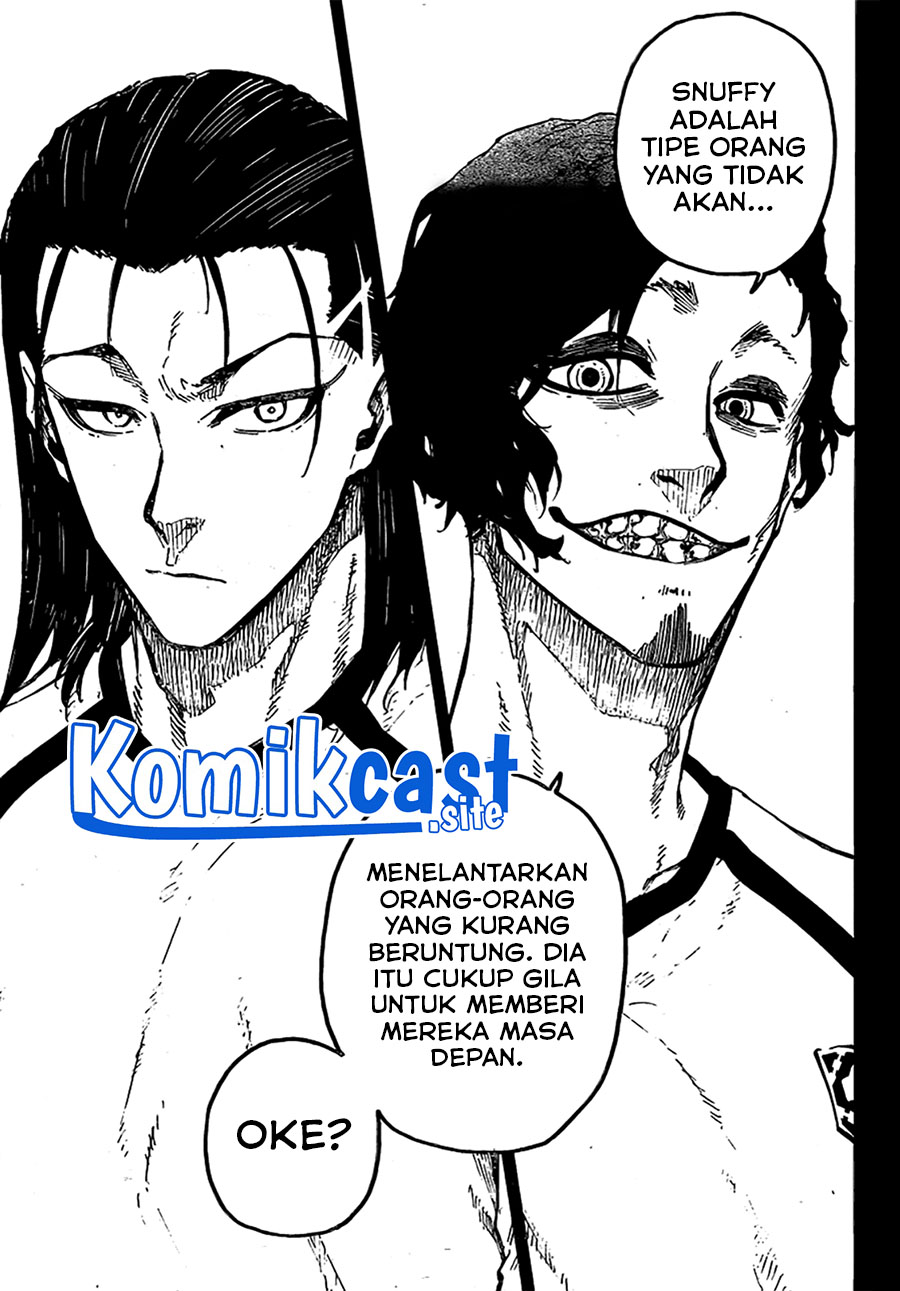 SNUFFY
ADALAH
TIPE ORANG
YANG TIDAK
AKAN...
Komikcast
.site
MENELANTARKAN
ORANG-ORANG
YANG KURANG
BERUNTUNG. DIA
ITU CUKUP GILA
UNTUK MEMBERI
MEREKA MASA
DEPAN.
OKE?